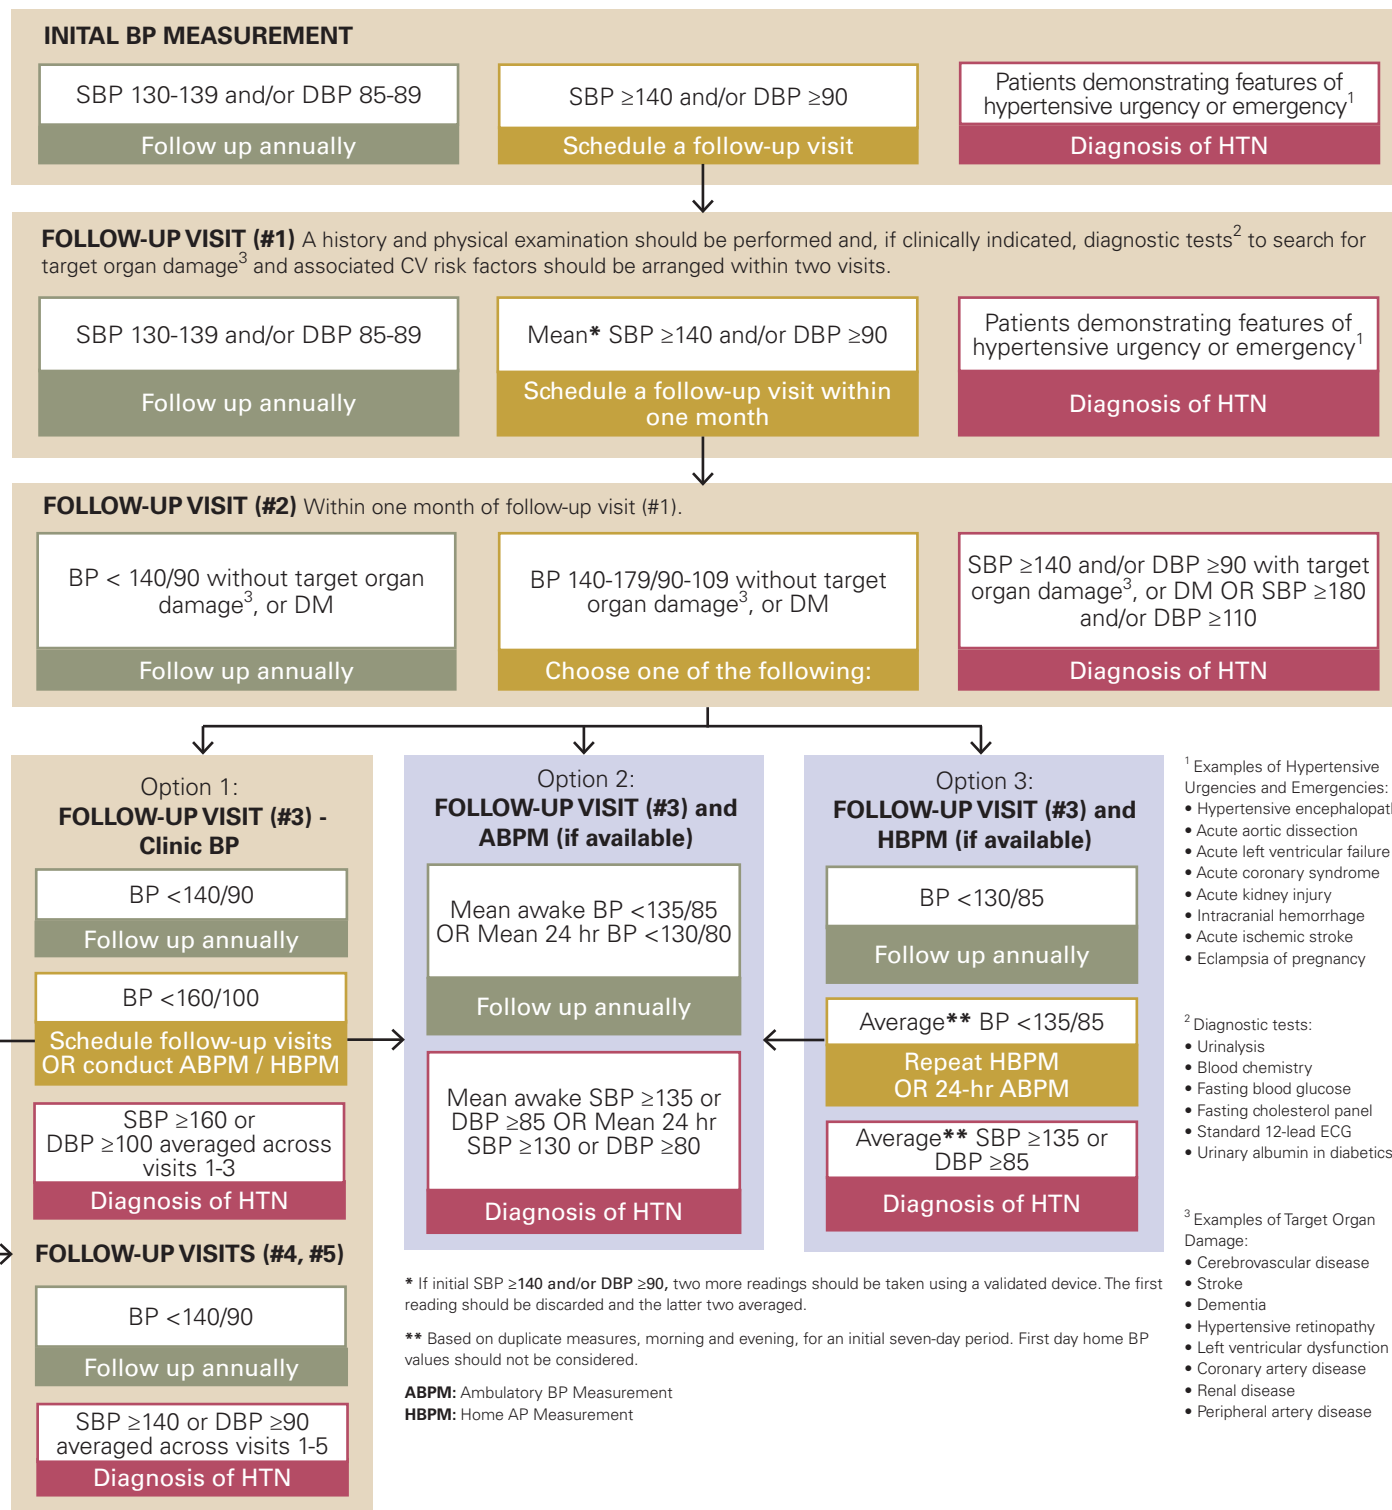 INITAL BP MEASUREMENT
SBP 130-139 and/or DBP 85-89
Follow up annually
SBP ≥140 and/or DBP ≥90
Schedule a follow-up visit
Patients demonstrating features of
hypertensive urgency or emergency1
Diagnosis of HTN
FOLLOW-UP VISIT (#1) A history and physical examination should be performed and, if clinically indicated, diagnostic tests2 to search for
target organ damage3 and associated CV risk factors should be arranged within two visits.
SBP 130-139 and/or DBP 85-89
Follow up annually
Mean* SBP ≥140 and/or DBP ≥90
Schedule a follow-up visit within
one month
Patients demonstrating features of
hypertensive urgency or emergency1
Diagnosis of HTN
FOLLOW-UP VISIT (#2) Within one month of follow-up visit (#1).
BP < 140/90 without target organ
damage3, or DM
Follow up annually
BP 140-179/90-109 without target
organ damage3, or DM
Choose one of the following:
SBP ≥140 and/or DBP ≥90 with target
organ damage3, or DM OR SBP ≥180
and/or DBP ≥110
Diagnosis of HTN
Option 1:
FOLLOW-UP VISIT (#3) -
Clinic BP
BP <140/90
Follow up annually
BP <160/100
Schedule follow-up visits
OR conduct ABPM / HBPM
SBP ≥160 or
DBP ≥100 averaged across
visits 1-3
Diagnosis of HTN
FOLLOW-UP VISITS (#4, #5)
BP <140/90
Follow up annually
SBP ≥140 or DBP ≥90
averaged across visits 1-5
Diagnosis of HTN
Option 2:
FOLLOW-UP VISIT (#3) and
ABPM (if available)
Mean awake BP <135/85
OR Mean 24 hr BP <130/80
Follow up annually
Mean awake SBP ≥135 or
DBP ≥85 OR Mean 24 hr
SBP ≥130 or DBP ≥80
Diagnosis of HTN
Option 3:
FOLLOW-UP VISIT (#3) and
HBPM (if available)
BP <130/85
Follow up annually
Average** BP <135/85
Repeat HBPM
OR 24-hr ABPM
Average** SBP ≥135 or
DBP ≥85
Diagnosis of HTN
* If initial SBP ≥140 and/or DBP ≥90, two more readings should be taken using a validated device. The first
reading should be discarded and the latter two averaged.
** Based on duplicate measures, morning and evening, for an initial seven-day period. First day home BP
values should not be considered.
ABPM: Ambulatory BP Measurement
HBPM: Home AP Measurement
1 Examples of Hypertensive
Urgencies and Emergencies:
• Hypertensive encephalopat
• Acute aortic dissection
• Acute left ventricular failure
• Acute coronary syndrome
• Acute kidney injury
• Intracranial hemorrhage
• Acute ischemic stroke
• Eclampsia of pregnancy
2 Diagnostic tests:
• Urinalysis
• Blood chemistry
• Fasting blood glucose
• Fasting cholesterol panel
• Standard 12-lead ECG
• Urinary albumin in diabetics
3 Examples of Target Organ
Damage:
• Cerebrovascular disease
• Stroke
• Dementia
• Hypertensive retinopathy
• Left ventricular dysfunction
• Coronary artery disease
• Renal disease
• Peripheral artery disease